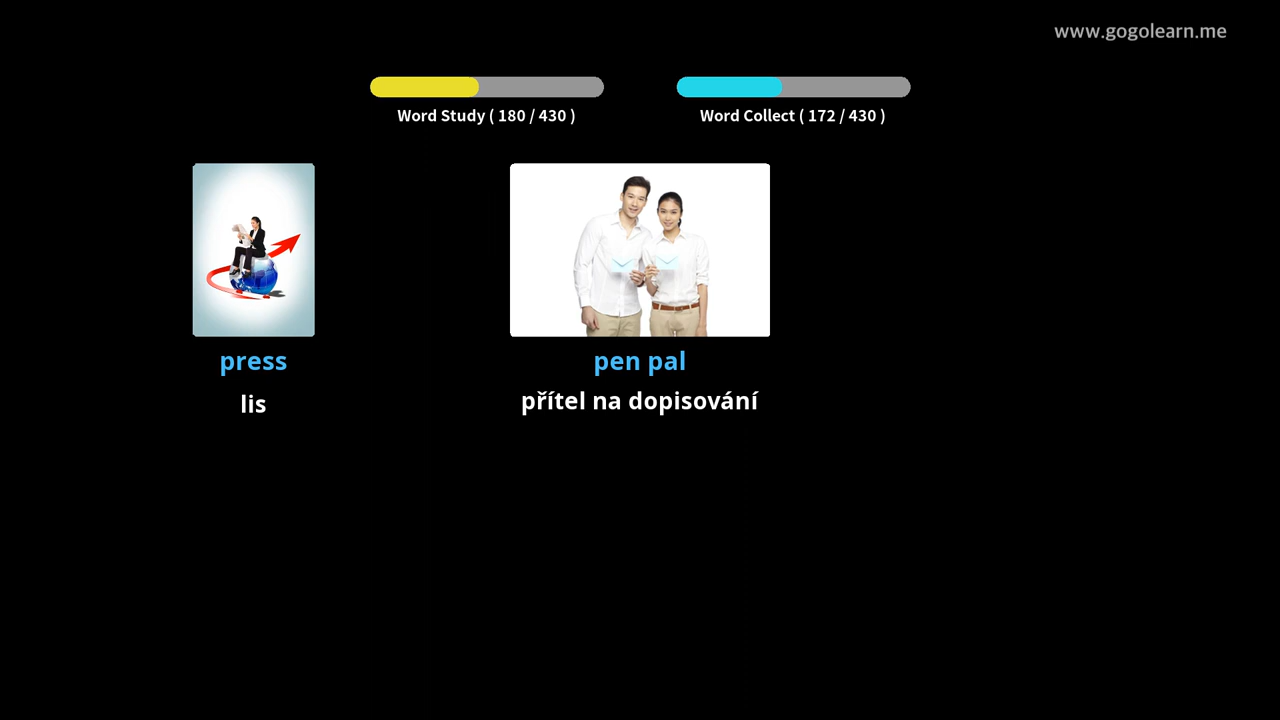 www.gogolearn.me
Word Study ( 180 / 430 )
Word Collect ( 172 / 430 )
press
lis
pen pal
přítel na dopisování